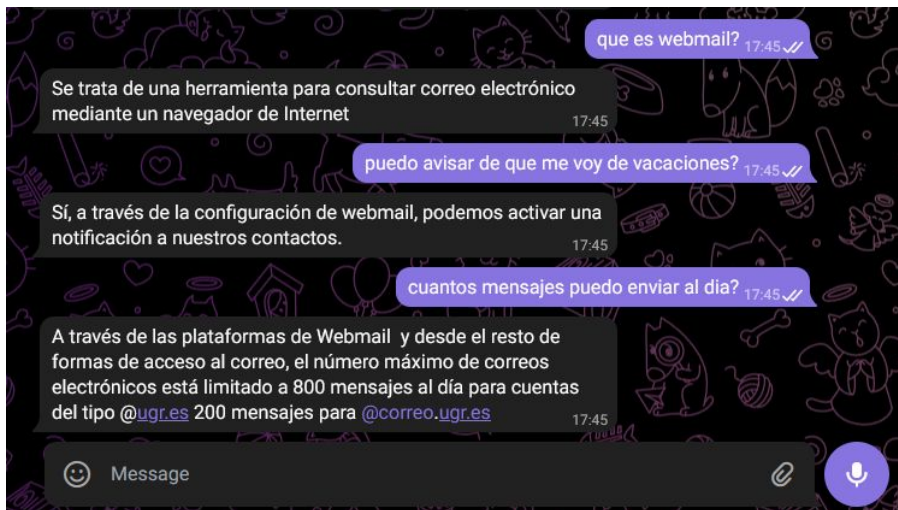 que es webmail? 17:45
Se trata de una herramienta para consultar correo electrónico
mediante un navegador de Internet
17:45
puedo avisar de que me voy de vacaciones? 17:45
Sí, a través de la configuración de webmail, podemos activar una
notificación a nuestros contactos.
17:45
cuantos mensajes puedo enviar al dia? 17:45
A través de las plataformas de Webmail y desde el resto de
formas de acceso al correo, el número máximo de correos
electrónicos está limitado a 800 mensajes al día para cuentas
del tipo @ugr.es 200 mensajes para @correo.ugr.es
17:45
Message